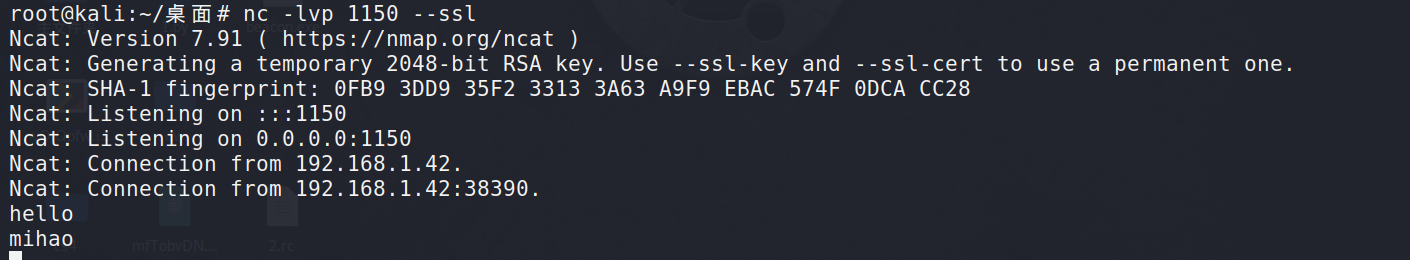 root@kali:~/桌面# nc -lvp 1150 --ssl
Ncat: Version 7.91 ( https://nmap.org/ncat )
Ncat: Generating a temporary 2048-bit RSA key. Use --ssl-key and --ssl-cert to use a permanent one.
Ncat: SHA-1 fingerprint: 0FB9 3DD9 35F2 3313 3A63 A9F9 EBAC 574F 0DCA CC28
Ncat: Listening on :::1150
Ncat: Listening on 0.0.0.0:1150
Ncat: Connection from 192.168.1.42.
Ncat: Connection from 192.168.1.42:38390.
hello
mihao
mfTobvDN... 2.rc